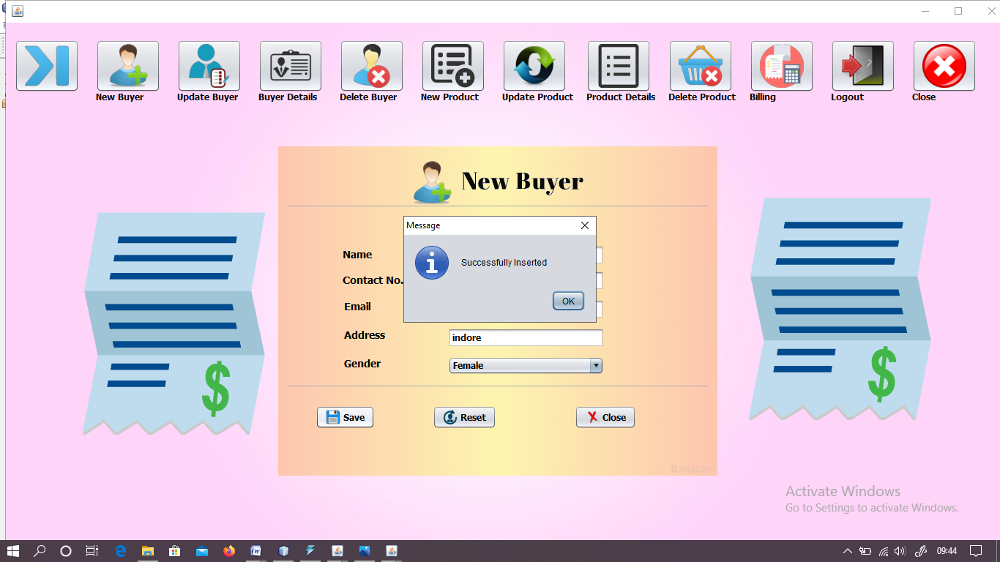 New Buyer
Update Buyer
Buyer Details
Delete Buyer
New Product
Update Product
Product Details
Delete Product
Billing
Logout
Close
New Buyer
Message
Successfully Inserted
OK
Name
Contact No.
Email
Address
indore
Gender
Female
Save
Reset
Close
Activate Windows
Go to Settings to activate Windows.
09:44